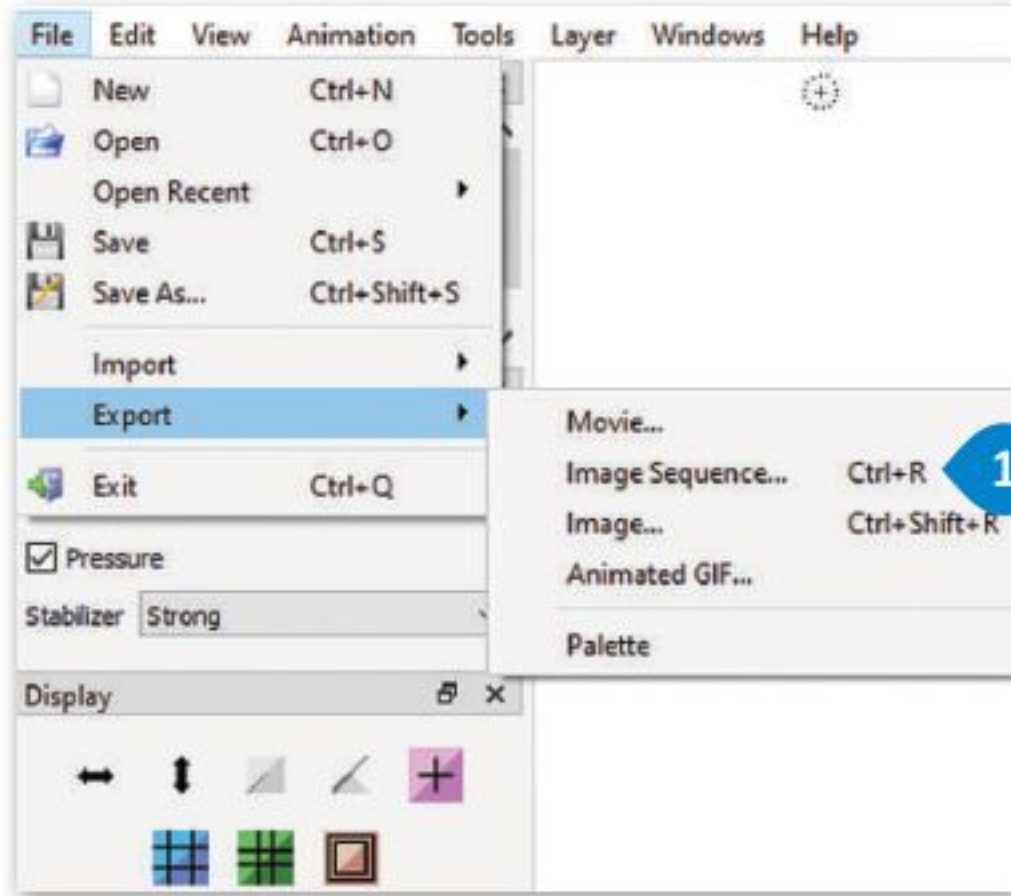 File Edit View Animation Tools Layer Windows Help
New Ctrl+N
Open Ctrl+O
Open Recent
Save Ctrl+S
Save As... Ctrl+Shift+S
Import
Export
Exit Ctrl+Q
Movie...
Image Sequence... Ctrl+R
1
Image... Ctrl+Shift+R
Animated GIF...
Palette
Pressure
Stabilizer Strong
Display